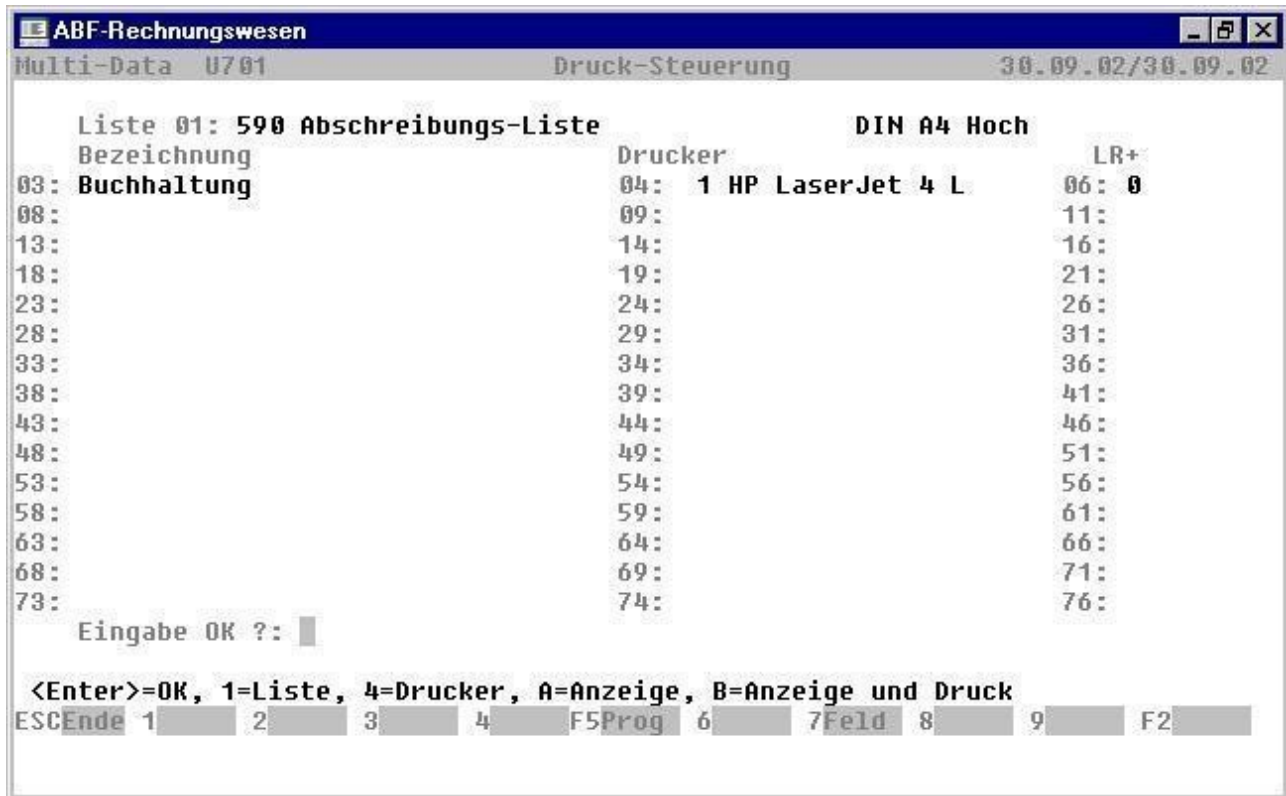 ABF-Rechnungswesen
Multi-Data U701 Druck-Steuerung 30.09.02/30.09.02
Liste 01: 590 Abschreibungs-Liste DIN A4 Hoch
Bezeichnung Drucker LR+
03: Buchhaltung 04: 1 HP LaserJet 4 L 06: 0
08: 09: 11:
13: 14: 16:
18: 19: 21:
23: 24: 26:
28: 29: 31:
33: 34: 36:
38: 39: 41:
43: 44: 46:
48: 49: 51:
53: 54: 56:
58: 59: 61:
63: 64: 66:
68: 69: 71:
73: 74: 76:
Eingabe OK ?:
<Enter>=OK, 1=Liste, 4=Drucker, A=Anzeige, B=Anzeige und Druck
ESCEnde 1 2 3 4 F5Prog 6 7Feld 8 9 F2